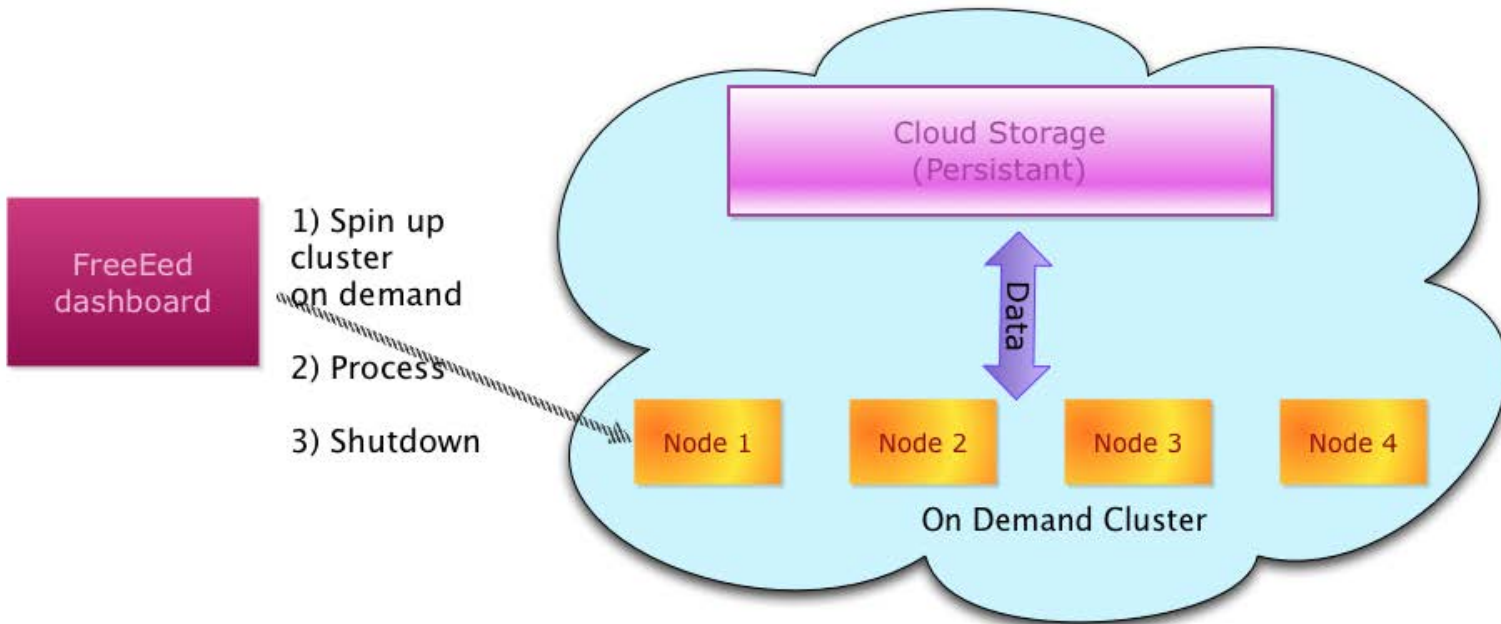 Cloud Storage
(Persistant)
FreeEed
dashboard
1) Spin up
cluster
on demand
2) Process
3) Shutdown
Data
Node 1
Node 2
Node 3
Node 4
On Demand Cluster